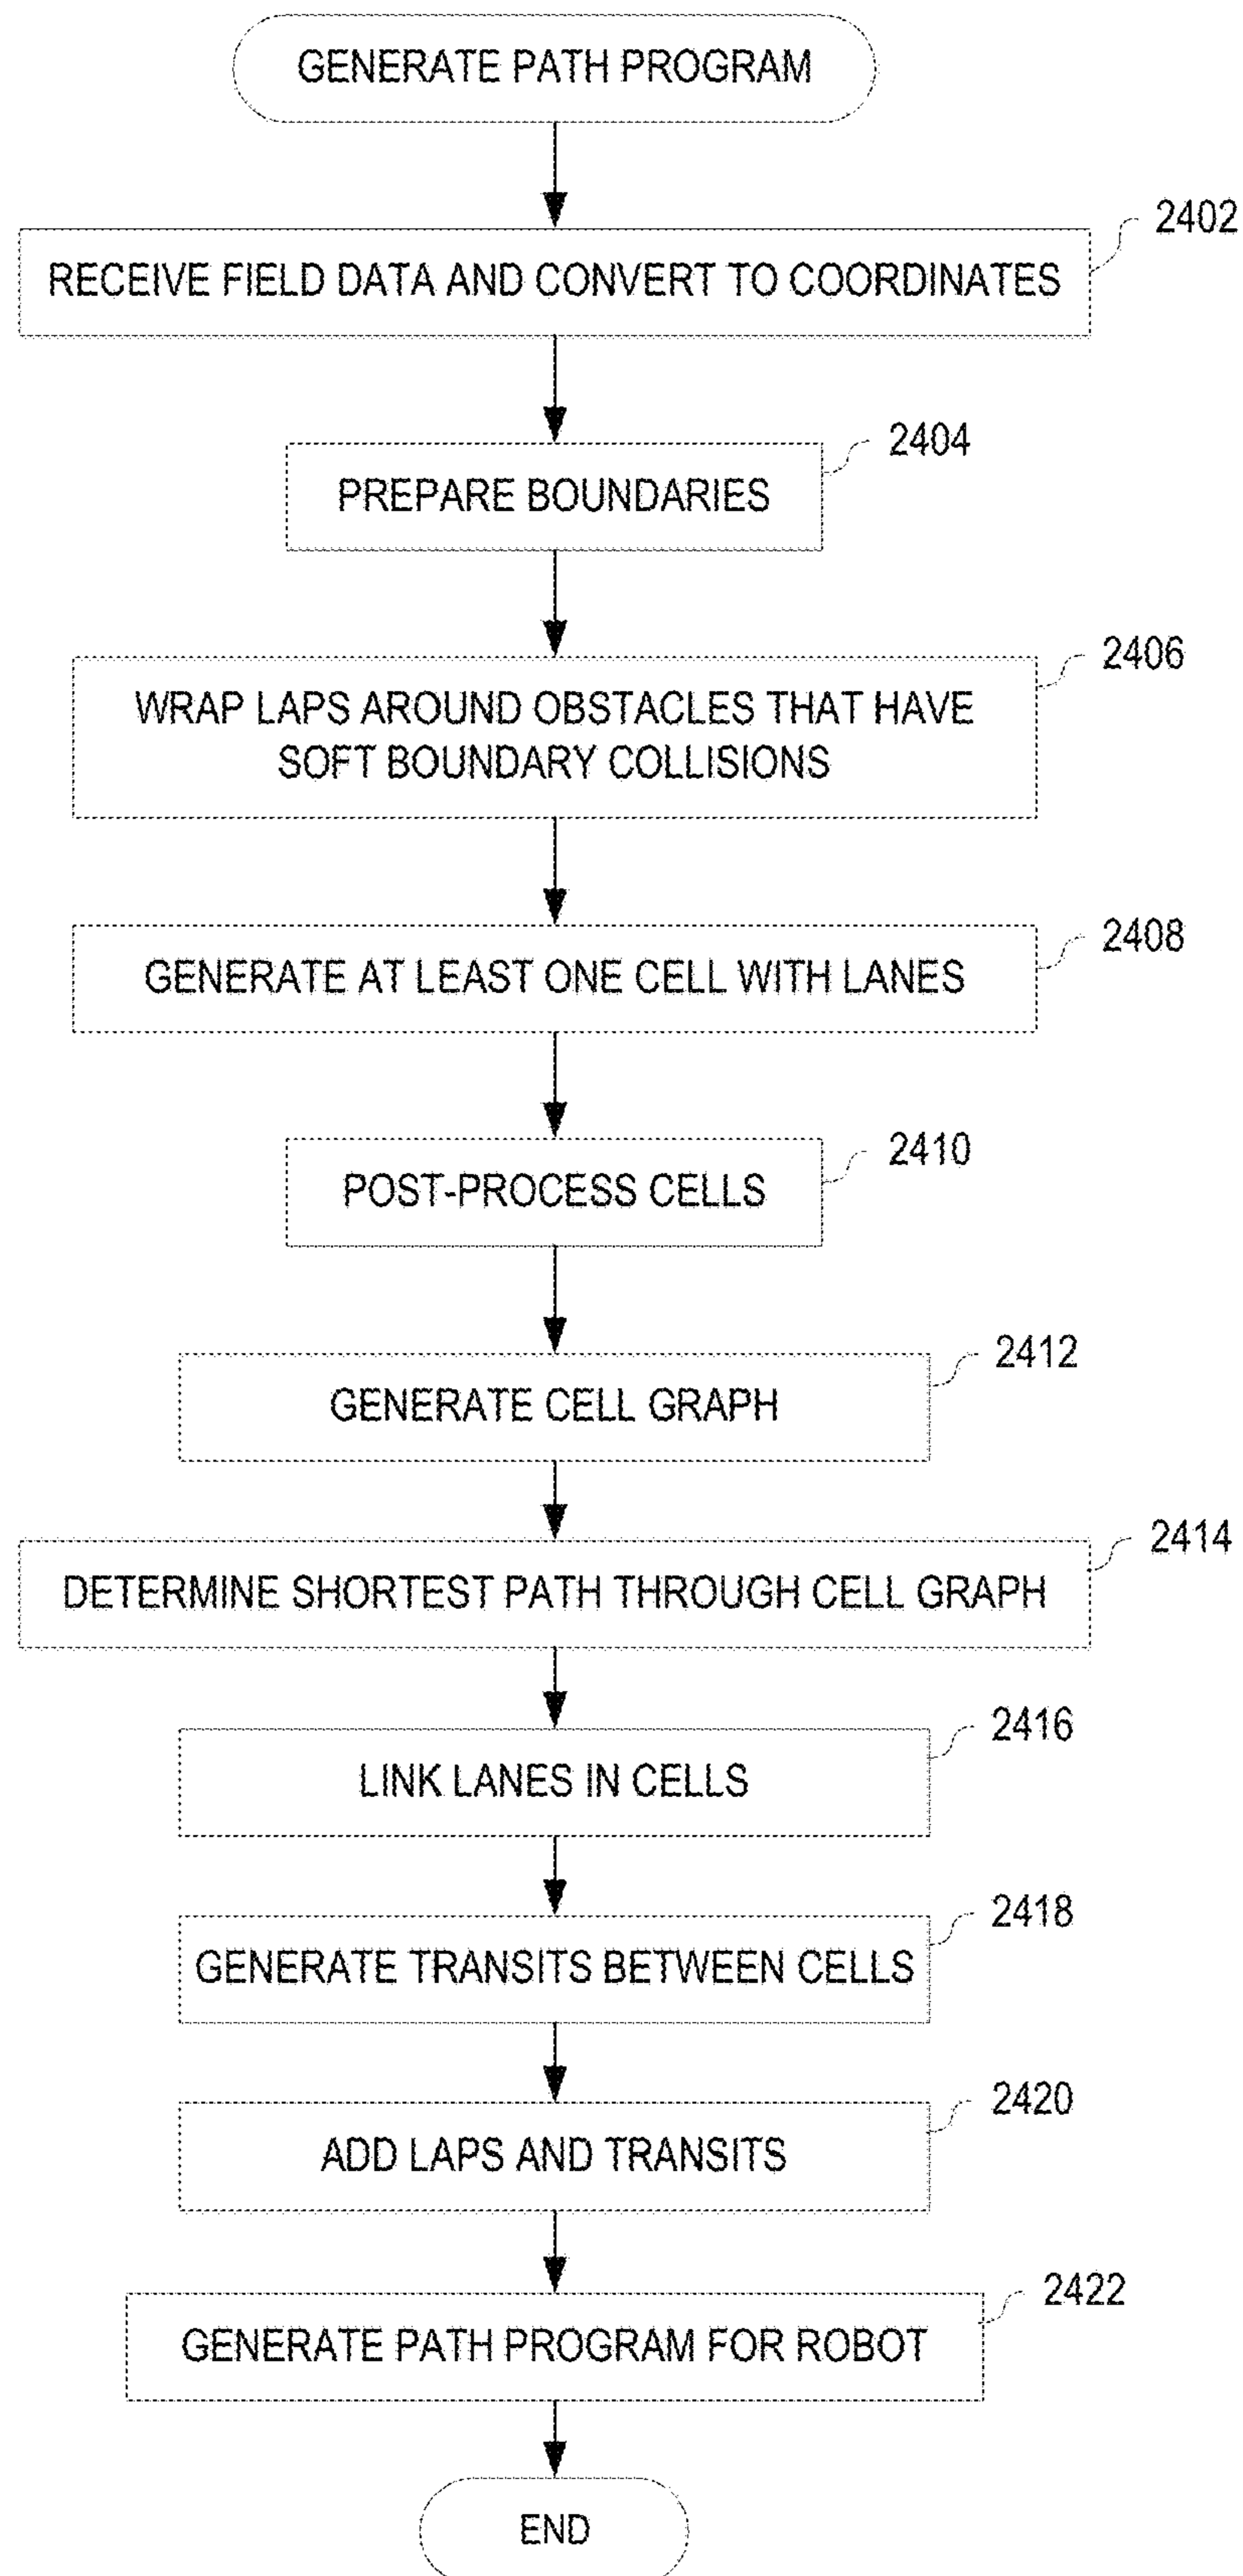 GENERATE PATH PROGRAM
2402
RECEIVE FIELD DATA AND CONVERT TO COORDINATES
2404
PREPARE BOUNDARIES
2406
WRAP LAPS AROUND OBSTACLES THAT HAVE
SOFT BOUNDARY COLLISIONS
2408
GENERATE AT LEAST ONE CELL WITH LANES
2410
POST-PROCESS CELLS
2412
GENERATE CELL GRAPH
2414
DETERMINE SHORTEST PATH THROUGH CELL GRAPH
2416
LINK LANES IN CELLS
2418
GENERATE TRANSITS BETWEEN CELLS
2420
ADD LAPS AND TRANSITS
2422
GENERATE PATH PROGRAM FOR ROBOT
END